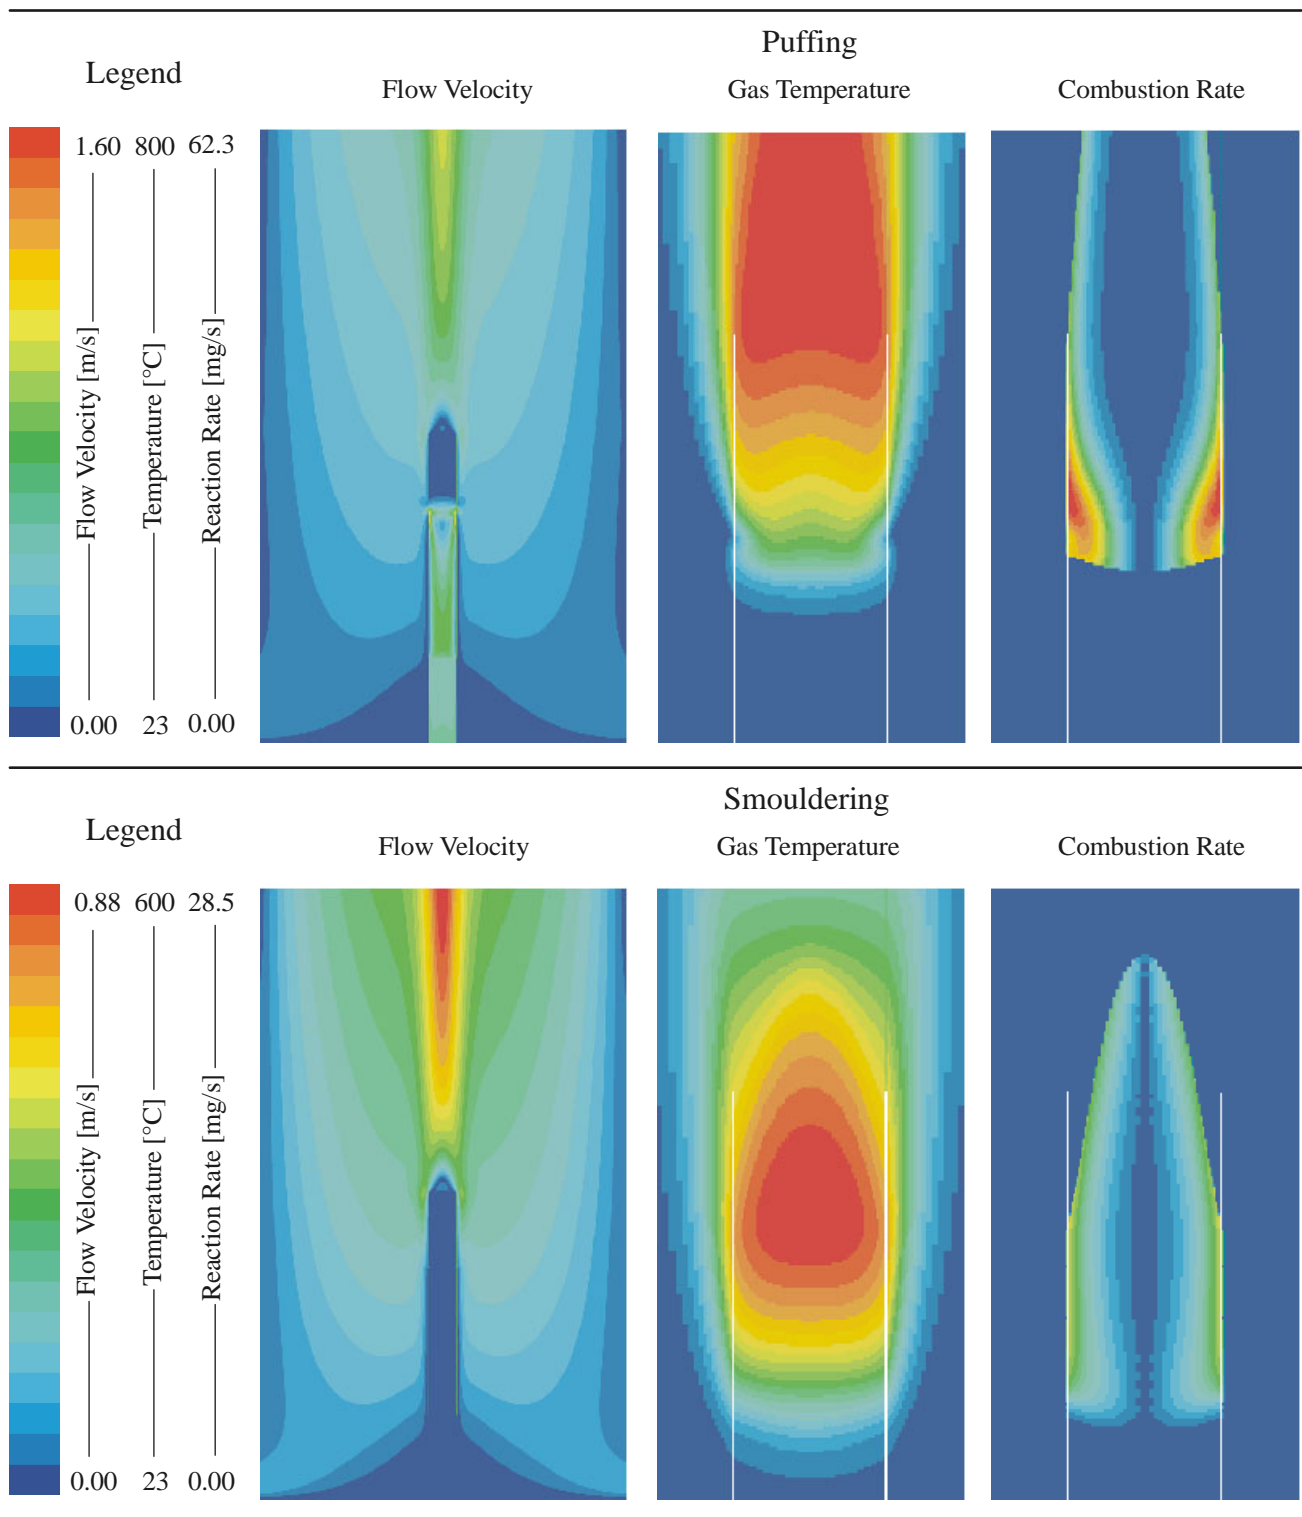 Puffing
Legend
Flow Velocity
Gas Temperature
Combustion Rate
1.60 800 62.3
Flow Velocity [m/s]
Temperature [°C]
Reaction Rate [mg/s]
0.00 23 0.00
Smouldering
Legend
Flow Velocity
Gas Temperature
Combustion Rate
0.88 600 28.5
Flow Velocity [m/s]
Temperature [°C]
Reaction Rate [mg/s]
0.00 23 0.00